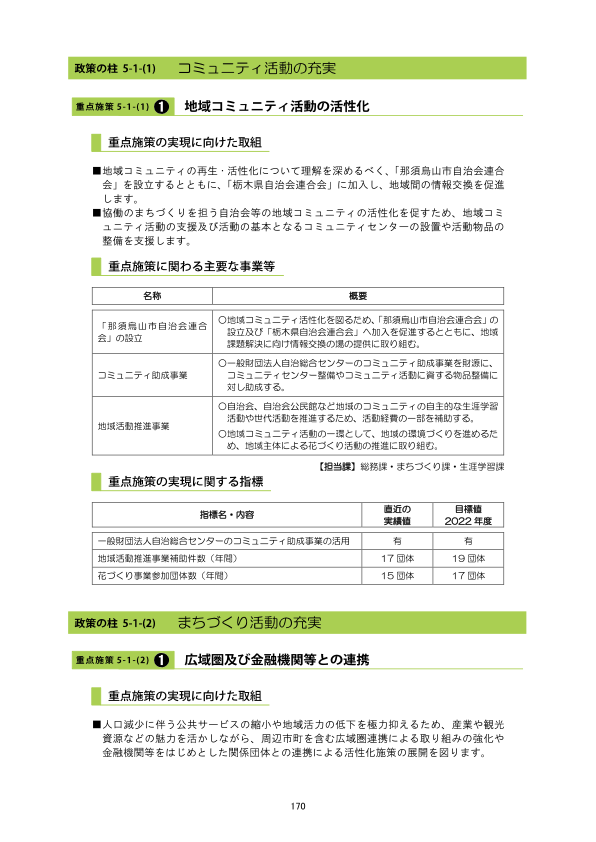 政策の柱 5-1-(1) コミュニティ活動の充実
重点施策 5-1-(1) ❶ 地域コミュニティ活動の活性化
重点施策の実現に向けた取組
■地域コミュニティの再生・活性化について理解を深めるべく、「那須烏山市自治会連合
会」を設立するとともに、「栃木県自治会連合会」に加入し、地域間の情報交換を促進
します。
■協働のまちづくりを担う自治会等の地域コミュニティの活性化を促すため、地域コミ
ュニティ活動の支援及び活動の基本となるコミュニティセンターの設置や活動物品の
整備を支援します。
重点施策に関わる主要な事業等
名称 概要
「那須烏山市自治会連合
会」の設立
〇地域コミュニティ活性化を図るため、「那須烏山市自治会連合会」の
設立及び「栃木県自治会連合会」へ加入を促進するとともに、地域
課題解決に向け情報交換の場の提供に取り組む。
コミュニティ助成事業
〇一般財団法人自治総合センターのコミュニティ助成事業を財源に、
コミュニティセンター整備やコミュニティ活動に資する物品整備に
対し助成する。
地域活動推進事業
〇自治会、自治会公民館など地域のコミュニティの自主的な生涯学習
活動や世代活動を推進するため、活動経費の一部を補助する。
〇地域コミュニティ活動の一環として、地域の環境づくりを進めるた
め、地域主体による花づくり活動の推進に取り組む。
【担当課】総務課・まちづくり課・生涯学習課
重点施策の実現に関する指標
指標名・内容 直近の実績値 目標値2022 年度
一般財団法人自治総合センターのコミュニティ助成事業の活用 有 有
地域活動推進事業補助件数（年間） 17 団体 19 団体
花づくり事業参加団体数（年間） 15 団体 17 団体
政策の柱 5-1-(2) まちづくり活動の充実
重点施策 5-1-(2) ❶ 広域圏及び金融機関等との連携
重点施策の実現に向けた取組
■人口減少に伴う公共サービスの縮小や地域活力の低下を極力抑えるため、産業や観光
資源などの魅力を活かしながら、周辺市町を含む広域圏連携による取り組みの強化や
金融機関等をはじめとした関係団体との連携による活性化施策の展開を図ります。
170